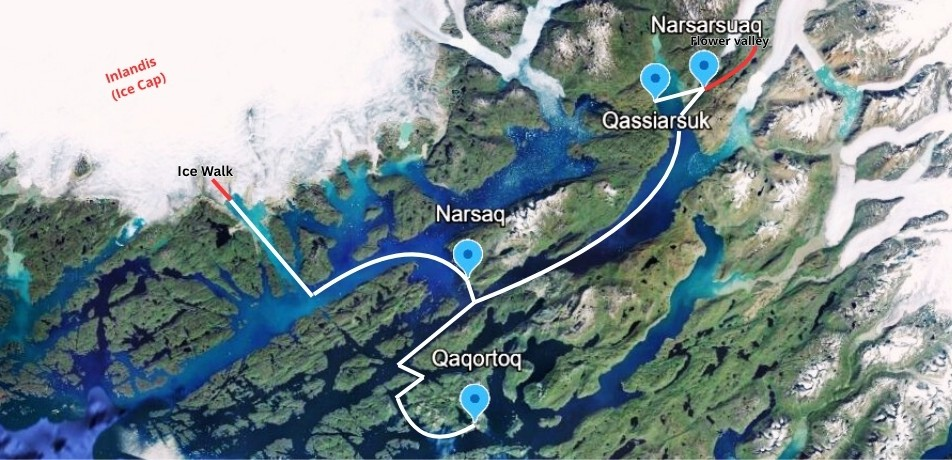 Narsarsuaq
Flower valley
Inlandis
(Ice Cap)
Qassiarsuk
Ice Walk
Narsaq
Qaqortoq